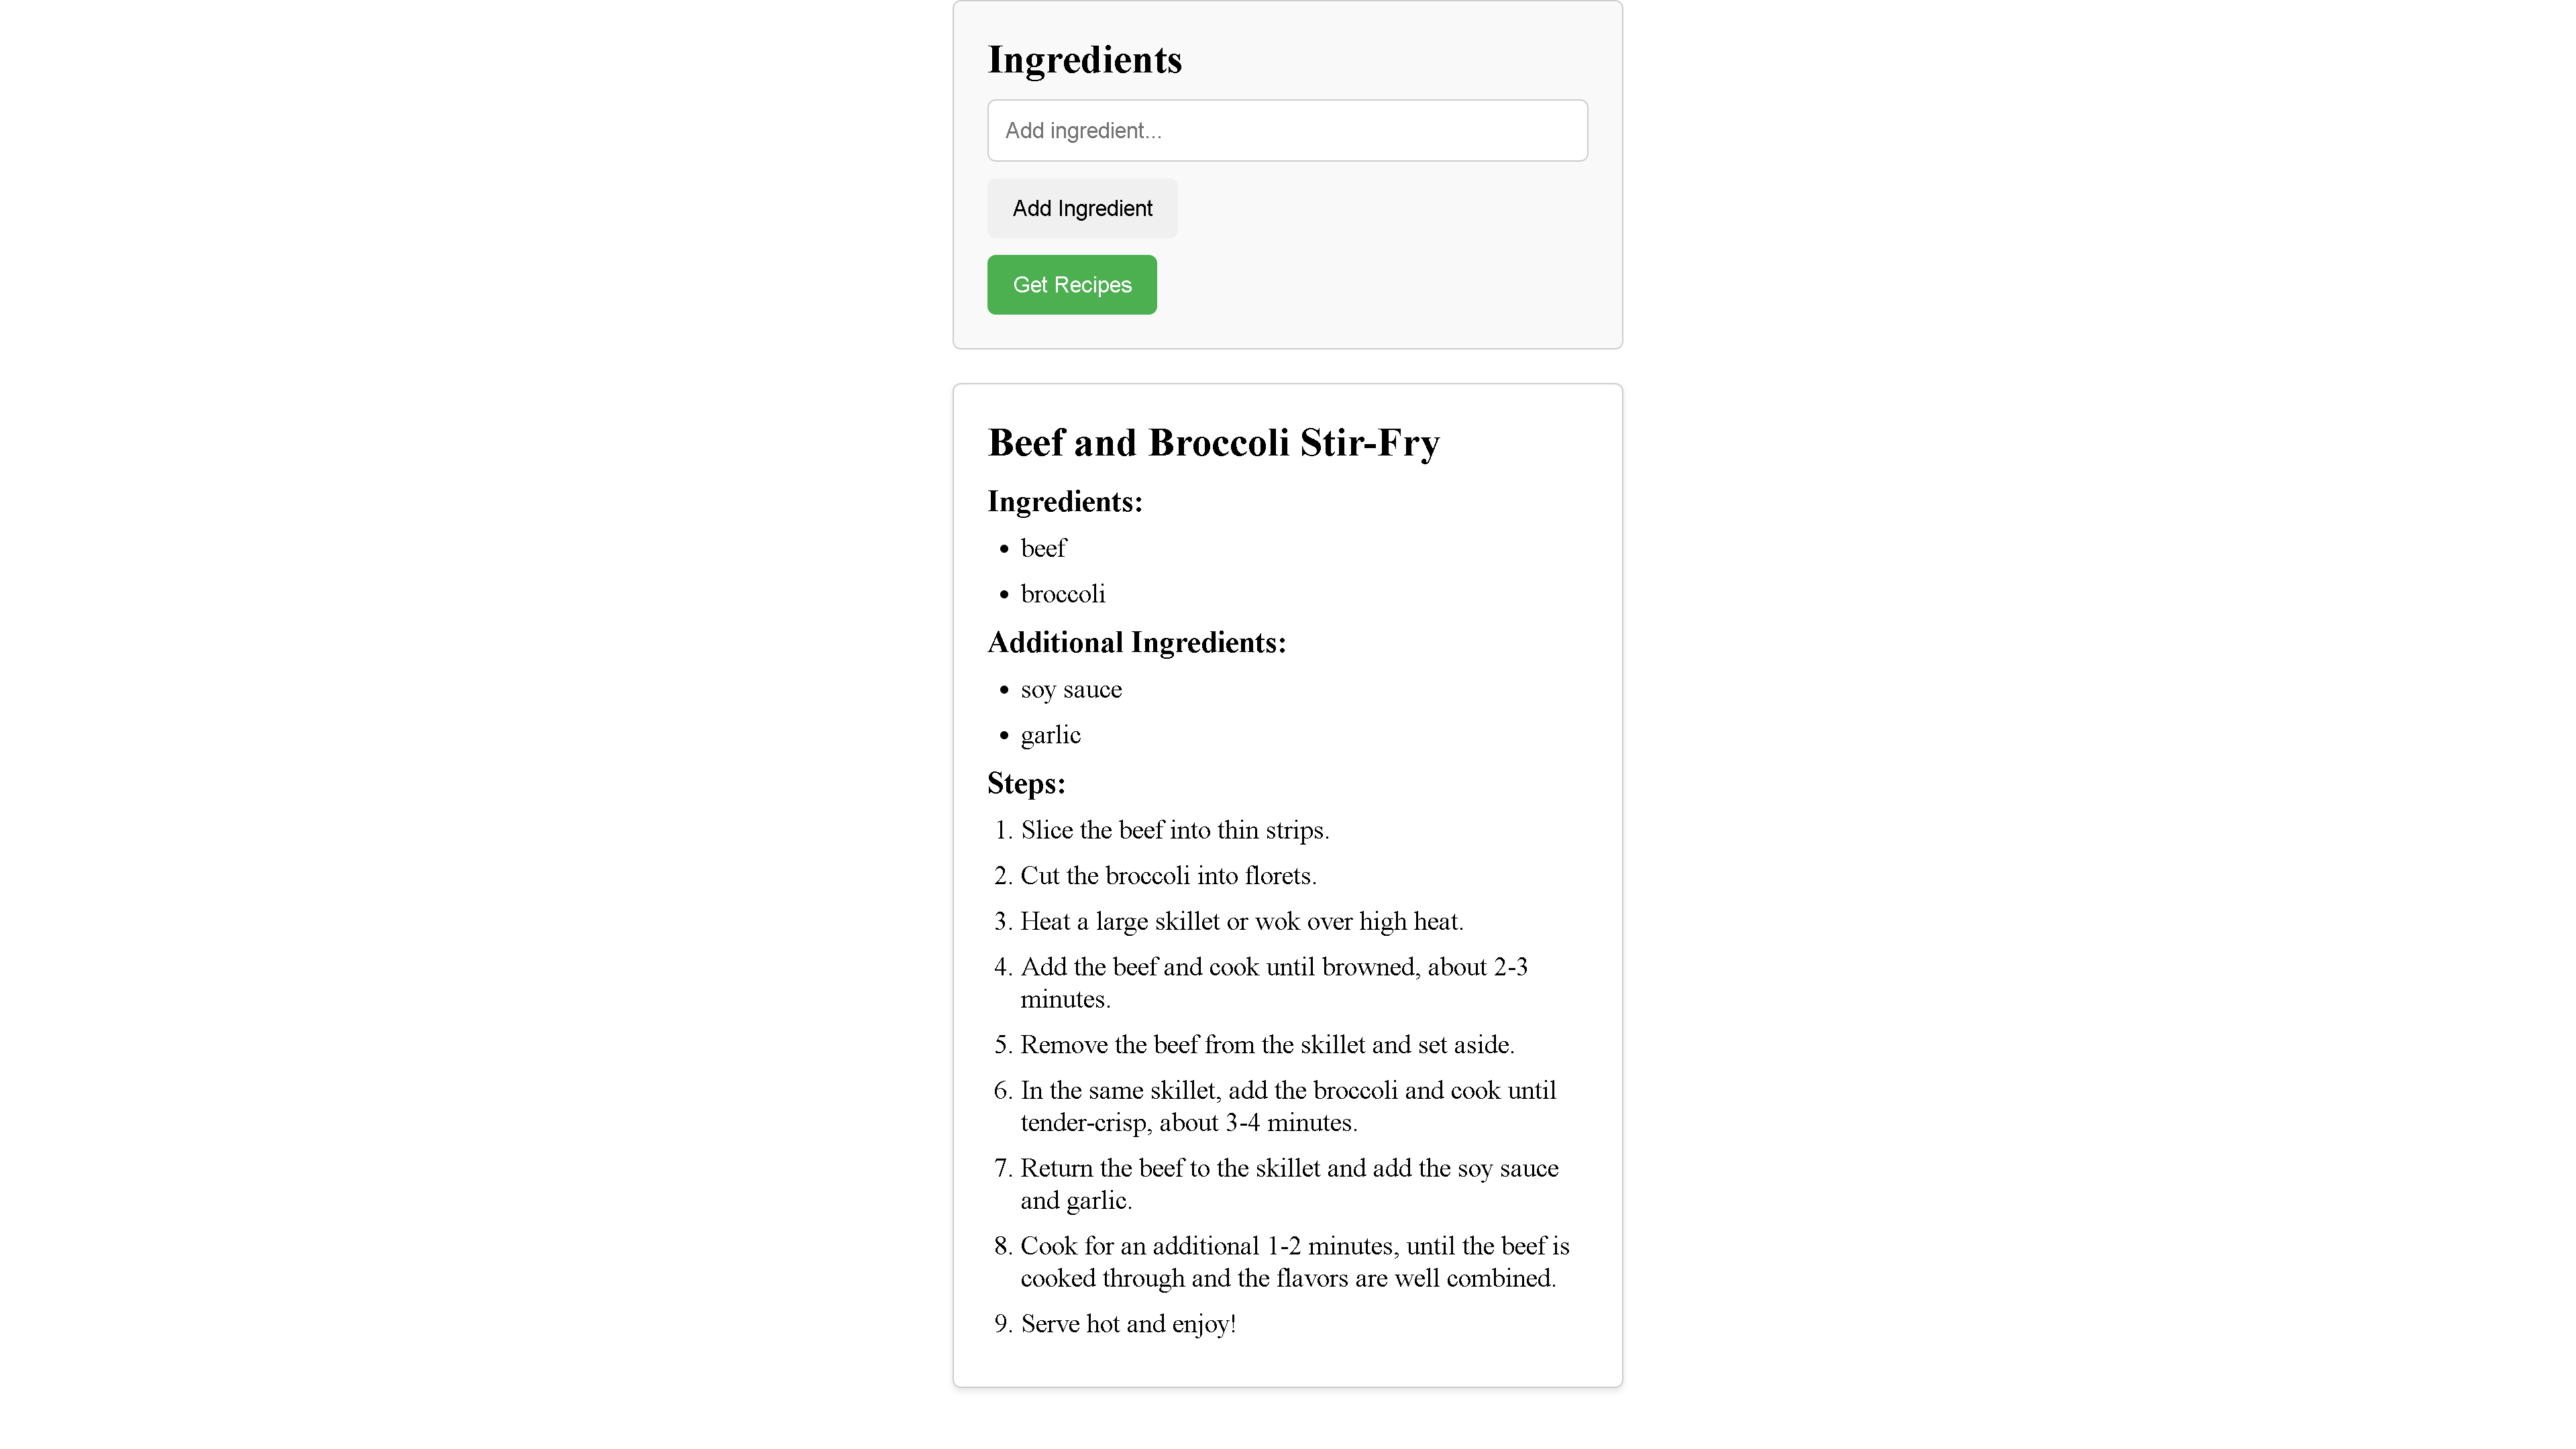 Ingredients
Add ingredient...
Add Ingredient
Get Recipes
Beef and Broccoli Stir-Fry
Ingredients:
• beef
• broccoli
Additional Ingredients:
• soy sauce
• garlic
Steps:
1. Slice the beef into thin strips.
2. Cut the broccoli into florets.
3. Heat a large skillet or wok over high heat.
4. Add the beef and cook until browned, about 2-3
minutes.
5. Remove the beef from the skillet and set aside.
6. In the same skillet, add the broccoli and cook until
tender-crisp, about 3-4 minutes.
7. Return the beef to the skillet and add the soy sauce
and garlic.
8. Cook for an additional 1-2 minutes, until the beef is
cooked through and the flavors are well combined.
9. Serve hot and enjoy!